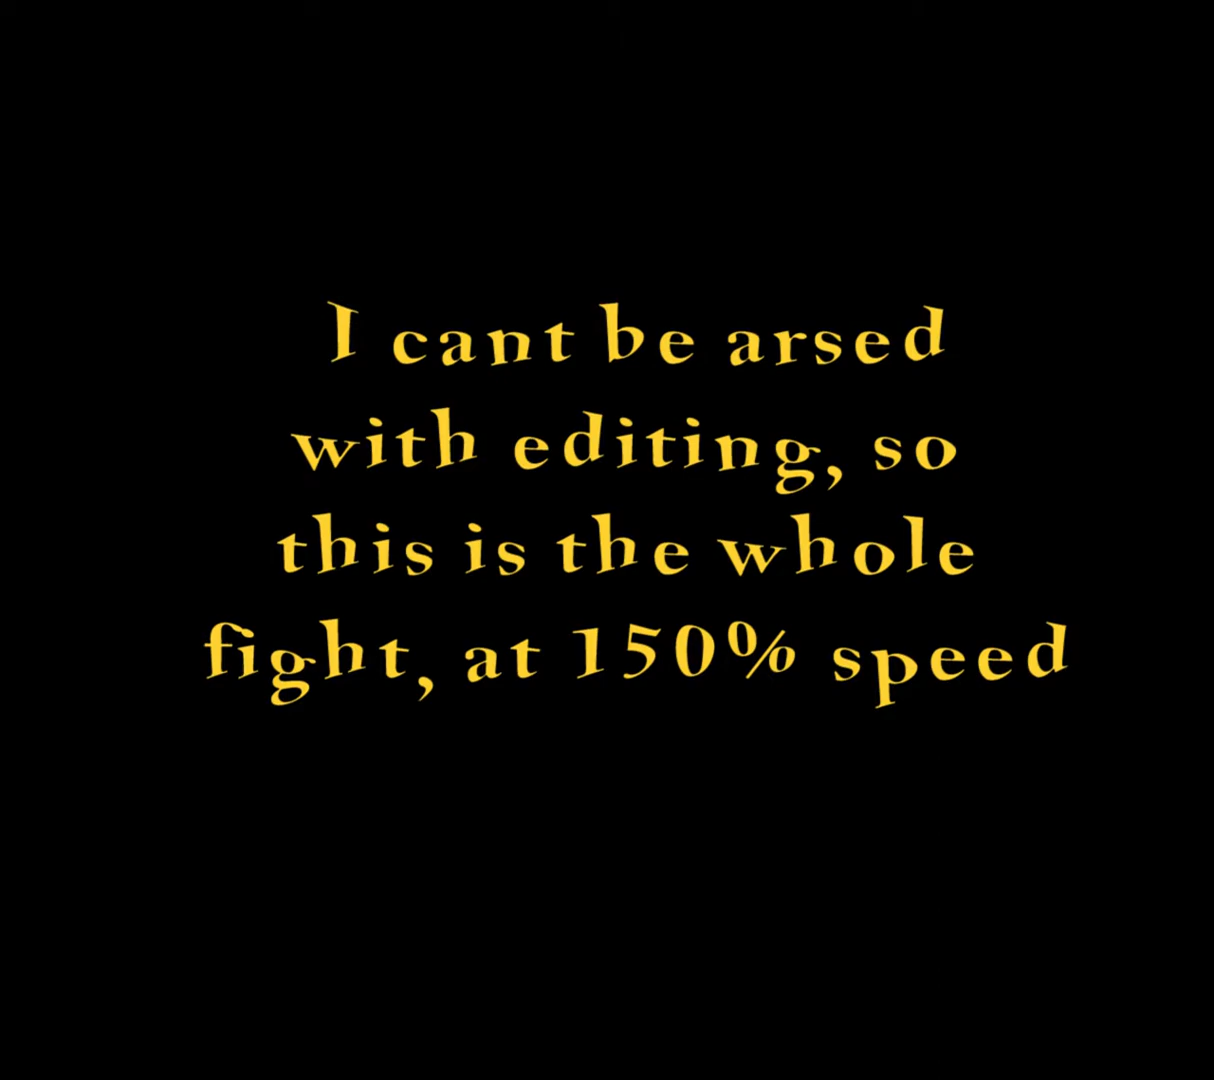 I cant be arsed
with editing, so
this is the whole
fight, at 150% speed